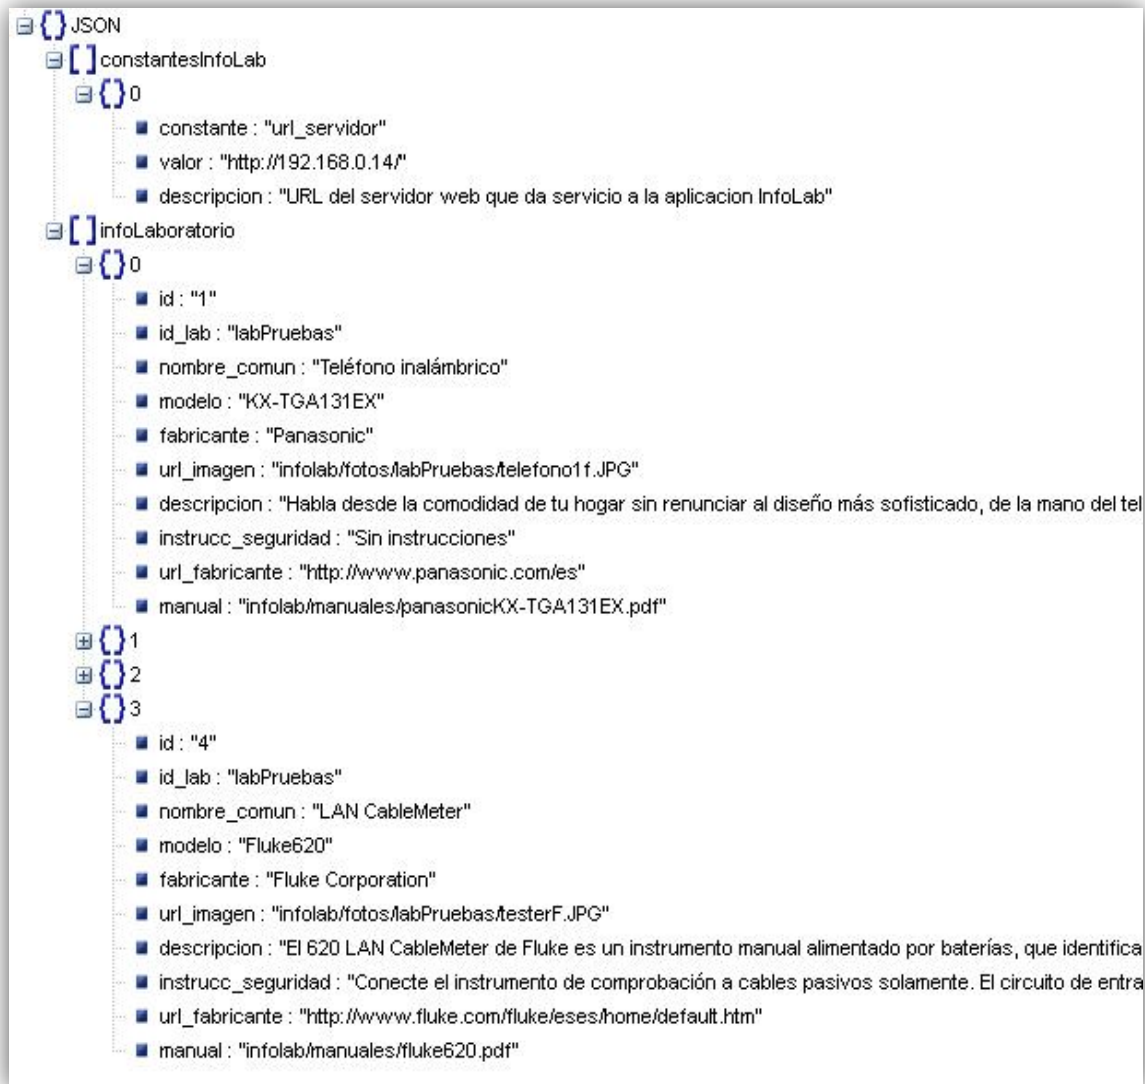 JSON
constantesInfoLab
0
constante : "url_servidor"
valor : "http://192.168.0.14/"
descripcion : "URL del servidor web que da servicio a la aplicacion InfoLab"
infoLaboratorio
0
id : "1"
id_lab : "labPruebas"
nombre_comun : "Teléfono inalámbrico"
modelo : "KX-TGA131EX"
fabricante : "Panasonic"
url_imagen : "infolab/fotos/labPruebas/telefono1f.JPG"
descripcion : "Habla desde la comodidad de tu hogar sin renunciar al diseño más sofisticado, de la mano del tel
instrucc_seguridad : "Sin instrucciones"
url_fabricante : "http://www.panasonic.com/es"
manual : "infolab/manuales/panasonicKX-TGA131EX.pdf"
1
2
3
id : "4"
id_lab : "labPruebas"
nombre_comun : "LAN CableMeter"
modelo : "Fluke620"
fabricante : "Fluke Corporation"
url_imagen : "infolab/fotos/labPruebas/testerF.JPG"
descripcion : "El 620 LAN CableMeter de Fluke es un instrumento manual alimentado por baterías, que identifica
instrucc_seguridad : "Conecte el instrumento de comprobación a cables pasivos solamente. El circuito de entra
url_fabricante : "http://www.fluke.com/fluke/eses/home/default.htm"
manual : "infolab/manuales/fluke620.pdf"